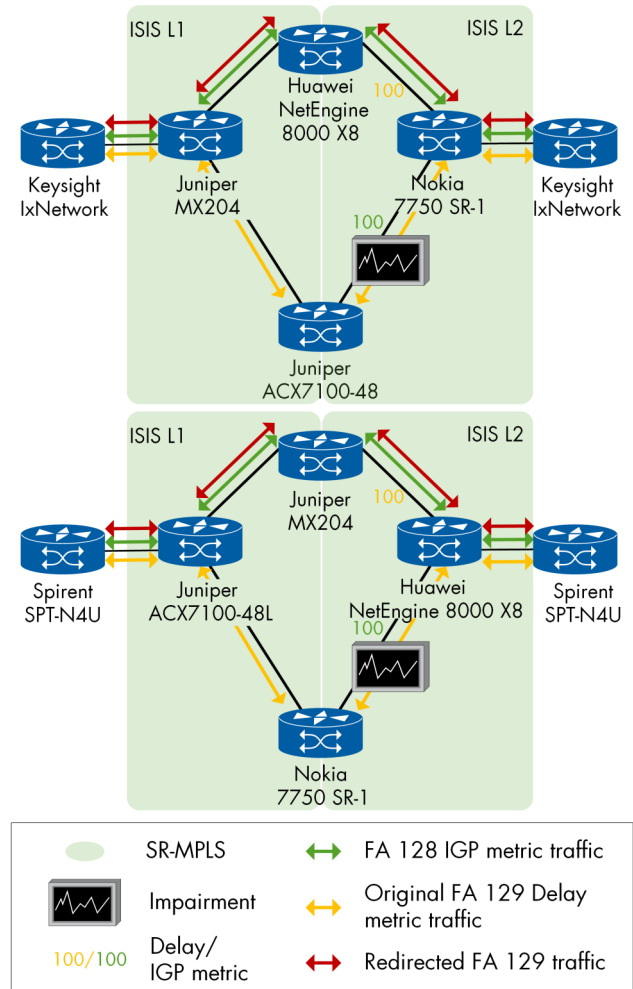 ISIS L1
ISIS L2
Huawei
NetEngine
8000 X8
100
Keysight
IxNetwork
Juniper
MX204
Nokia
7750 SR-1
Keysight
IxNetwork
100
Juniper
ACX7100-48
ISIS L1
ISIS L2
Juniper
MX204
100
Spirent
SPT-N4U
Juniper
ACX7100-48L
Huawei
NetEngine 8000 X8
Spirent
SPT-N4U
100
Nokia
7750 SR-1
SR-MPLS
FA 128 IGP metric traffic
Impairment
Original FA 129 Delay
metric traffic
100/100
Delay/
IGP metric
Redirected FA 129 traffic